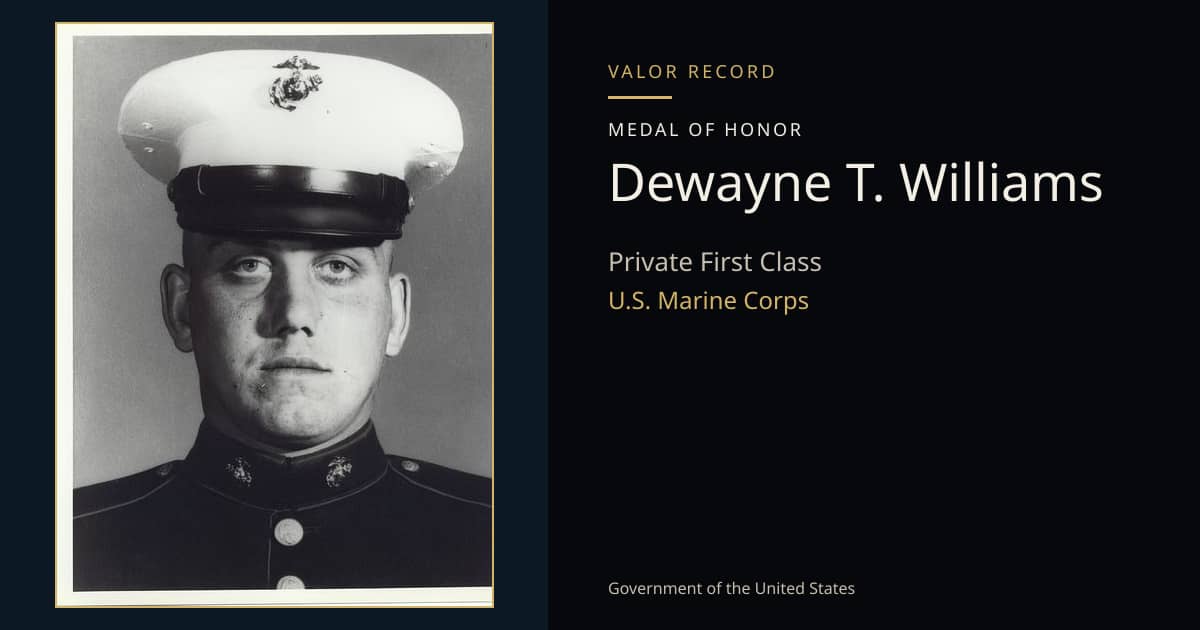 VALOR RECORD
MEDAL OF HONOR
Dewayne T. Williams
Private First Class
U.S. Marine Corps
Government of the United States